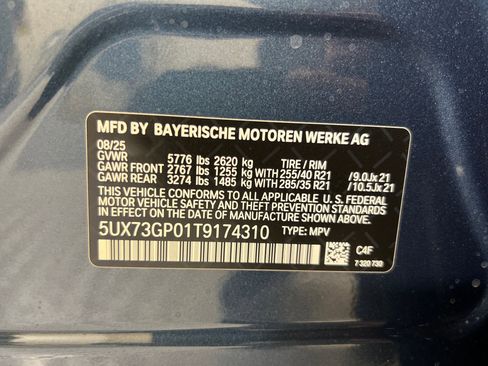 MFD BY BAYERISCHE MOTOREN WERKE AG
08/25
GVWR 5776 lbs 2620 kg TIRE / RIM
GAWR FRONT 2767 lbs 1255 kg WITH 255/40 R21 /9.0Jx21
GAWR REAR 3274 lbs 1485 kg WITH 285/35 R21 /10.5Jx21
THIS VEHICLE CONFORMS TO ALL APPLICABLE U.S. FEDERAL
MOTOR VEHICLE SAFETY AND THEFT PREVENTION STANDARDS
IN EFFECT ON THE DATE OF MANUFACTURE SHOWN ABOVE.
5UX73GP01T9174310 TYPE: MPV
C4F
7 320 730